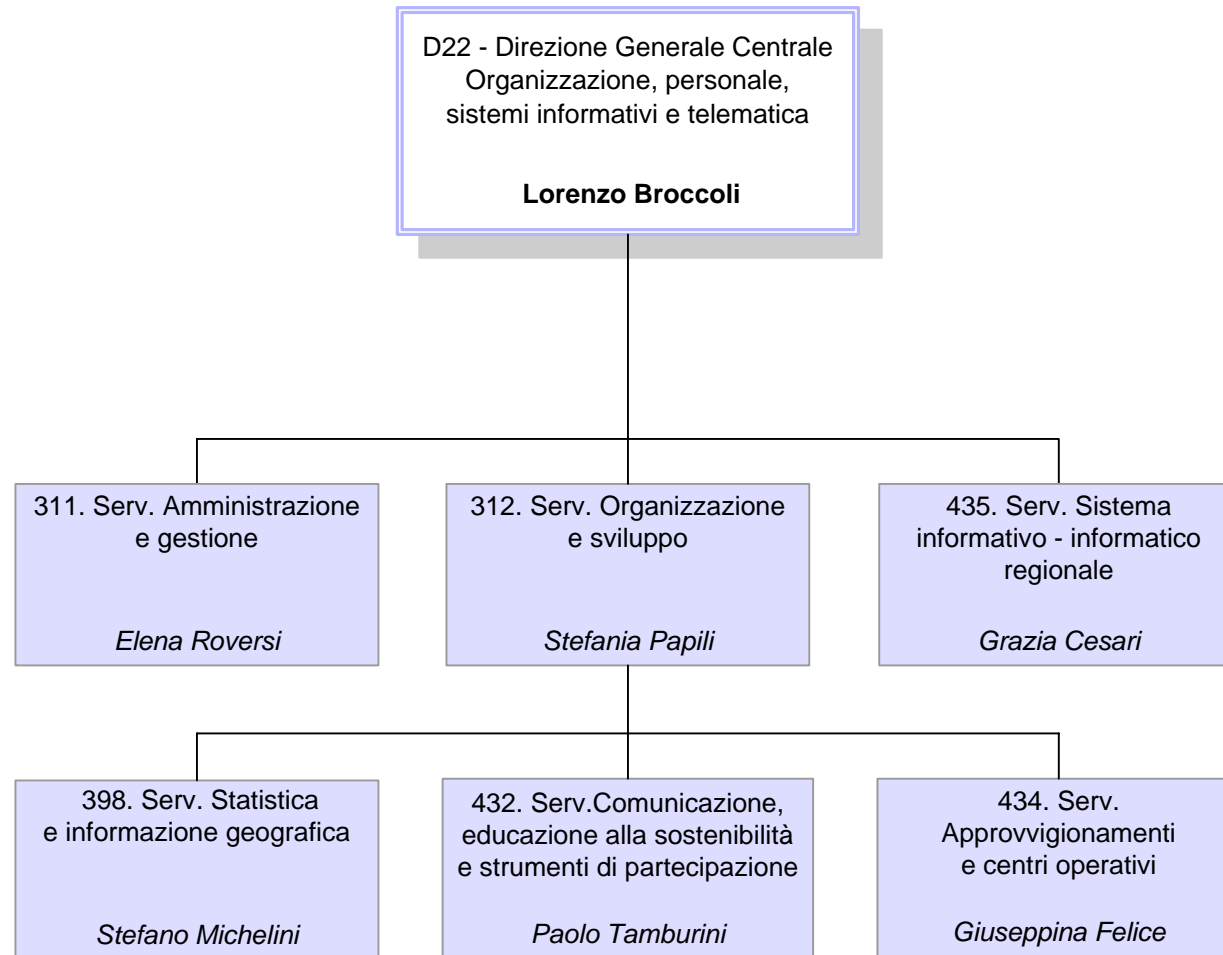 D22 - Direzione Generale Centrale
Organizzazione, personale,
sistemi informativi e telematica
Lorenzo Broccoli
311. Serv. Amministrazione
e gestione
Elena Roversi
312. Serv. Organizzazione
e sviluppo
Stefania Papili
435. Serv. Sistema
informativo - informatico
regionale
Grazia Cesari
398. Serv. Statistica
e informazione geografica
Stefano Michelini
432. Serv.Comunicazione,
educazione alla sostenibilità
e strumenti di partecipazione
Paolo Tamburini
434. Serv.
Approvvigionamenti
e centri operativi
Giuseppina Felice